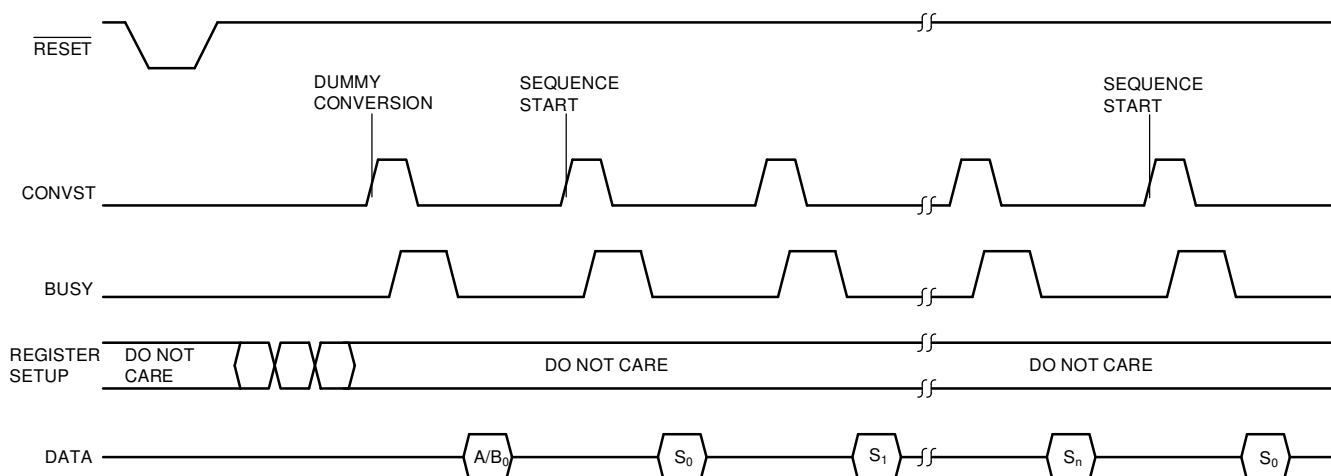 RESET
DUMMY
CONVERSION
SEQUENCE
START
SEQUENCE
START
CONVST
BUSY
REGISTER
SETUP
DO NOT
CARE
DO NOT CARE
DO NOT CARE
DATA
A/B₀
S₀
S₁
Sₙ
S₀